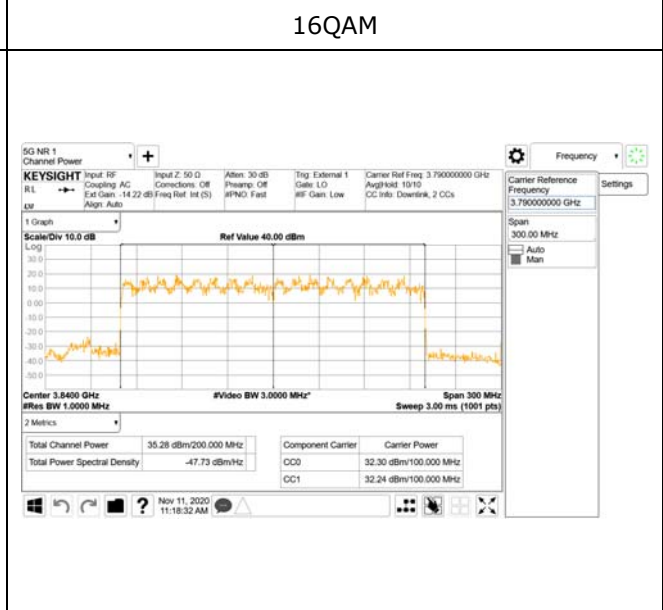 16QAM
5G NR 1
Channel Power
Frequency
KEYSIGHT
RL
Input: RF
Coupling: AC
Ext Gain: -14.22 dB
Align: Auto
Input Z: 50 Ω
Corrections: Off
Freq Ref: Int (S)
Atten: 30 dB
Preamp: Off
#PNO: Fast
Trig: External 1
Gate: LO
#IF Gain: Low
Carrier Ref Freq: 3.790000000 GHz
Avg|Hold: 10/10
CC Info: Downlink, 2 CCs
Carrier Reference
Frequency
3.790000000 GHz
Settings
Span
300.00 MHz
Auto
Man
1 Graph
Scale/Div 10.0 dB
Ref Value 40.00 dBm
Log
30.0
20.0
10.0
0.00
-10.0
-20.0
-30.0
-40.0
-50.0
Center 3.8400 GHz
#Video BW 3.0000 MHz*
Span 300 MHz
#Res BW 1.0000 MHz
Sweep 3.00 ms (1001 pts)
2 Metrics
Total Channel Power 35.28 dBm/200.000 MHz
Total Power Spectral Density -47.73 dBm/Hz
Component Carrier Carrier Power
CC0 32.30 dBm/100.000 MHz
CC1 32.24 dBm/100.000 MHz
Nov 11, 2020
11:18:32 AM